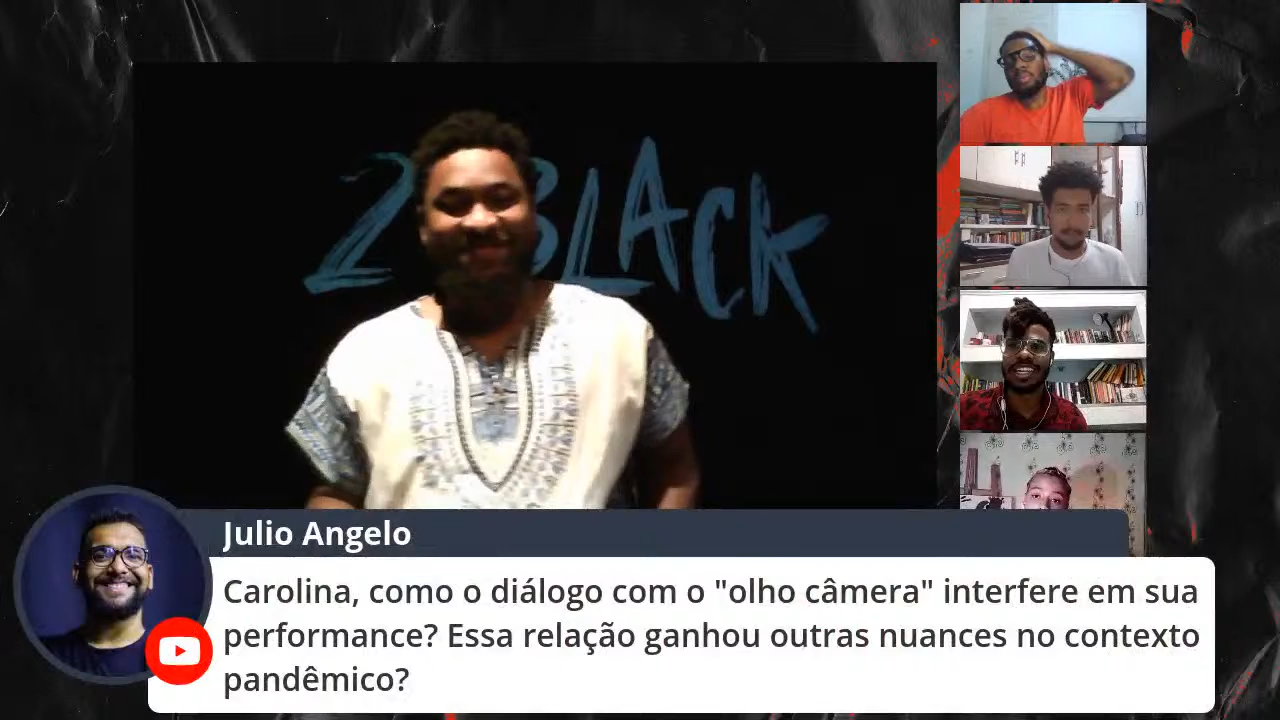 2 BLACK
Julio Angelo
Carolina, como o diálogo com o "olho câmera" interfere em sua
performance? Essa relação ganhou outras nuances no contexto
pandêmico?